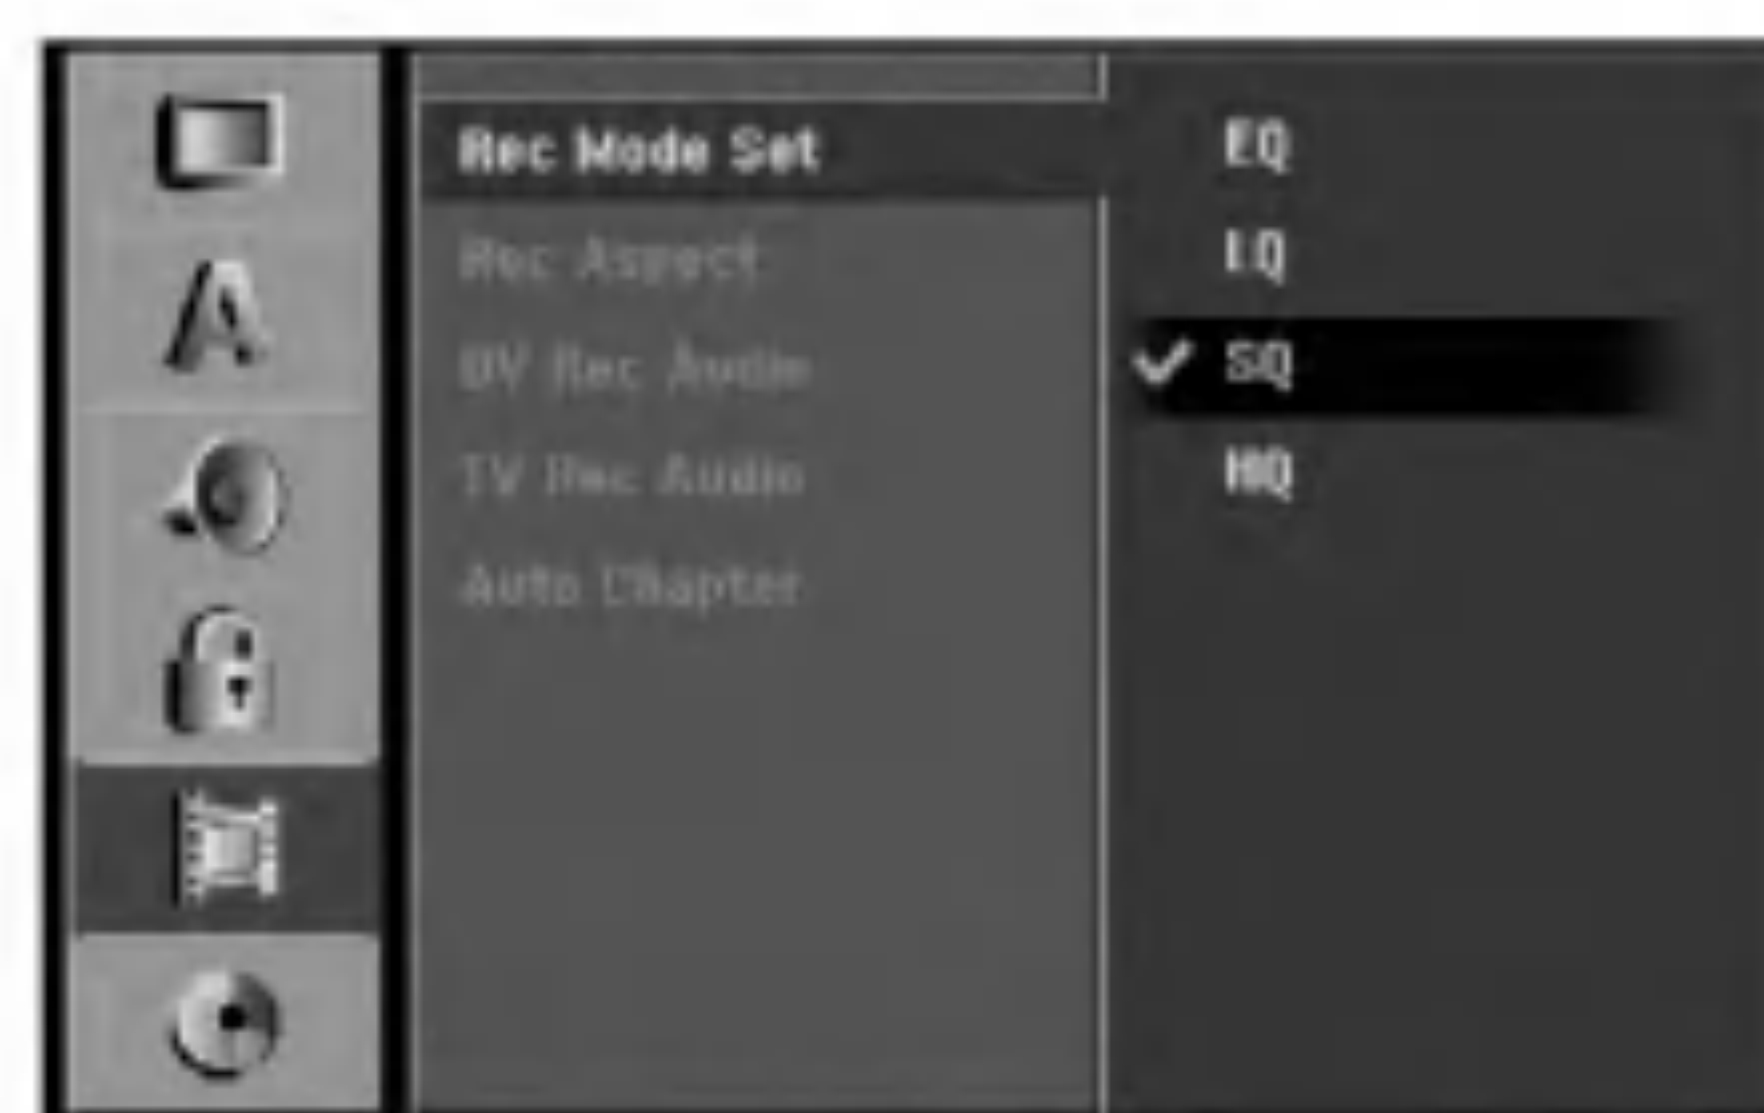 Rec Mode Set
Rec Aspect
DV Rec Audio
TV Rec Audio
Auto Chapter
EQ
LQ
SQ
HQ